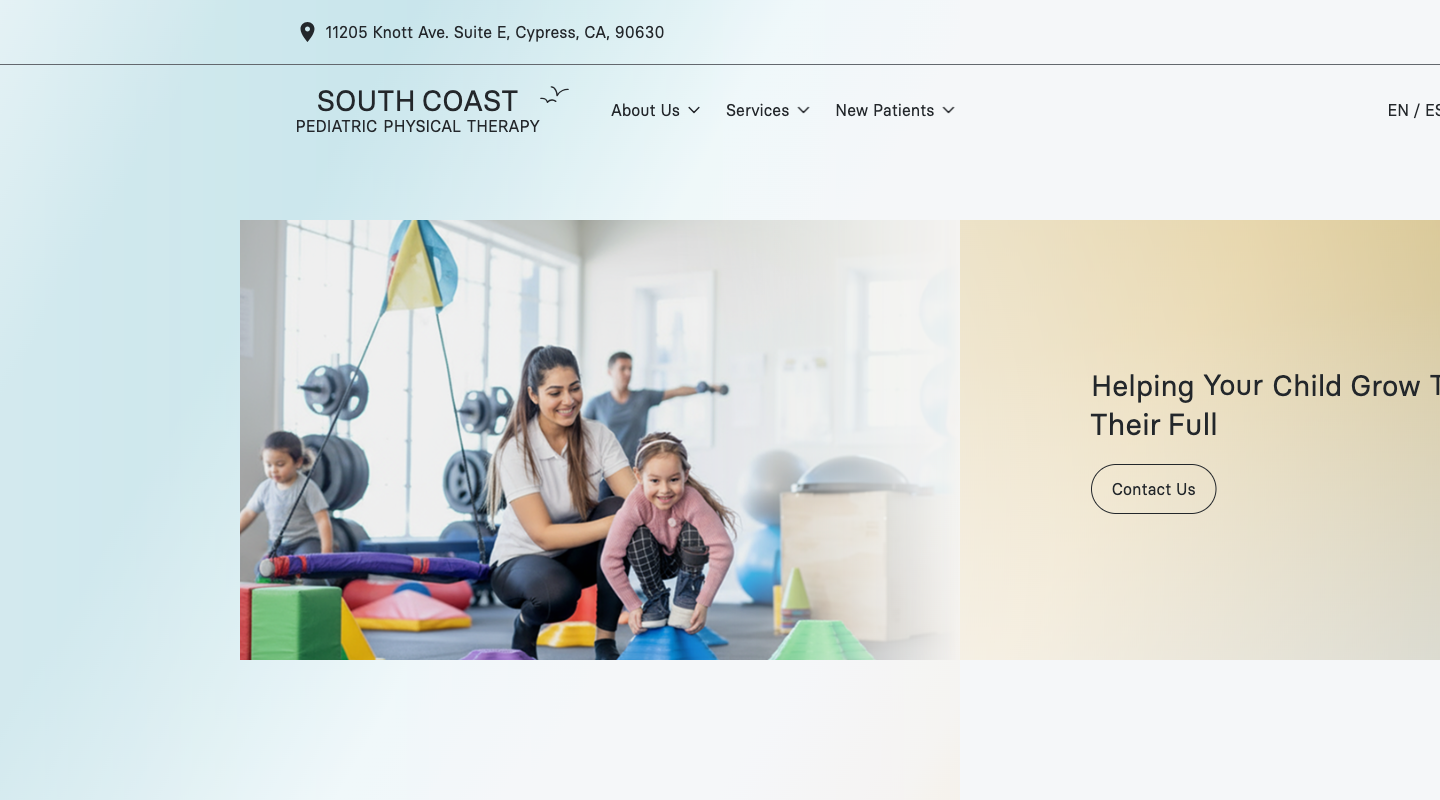 11205 Knott Ave. Suite E, Cypress, CA, 90630
SOUTH COAST
PEDIATRIC PHYSICAL THERAPY
About Us
Services
New Patients
EN / ES
Helping Your Child Grow T
Their Full
Contact Us